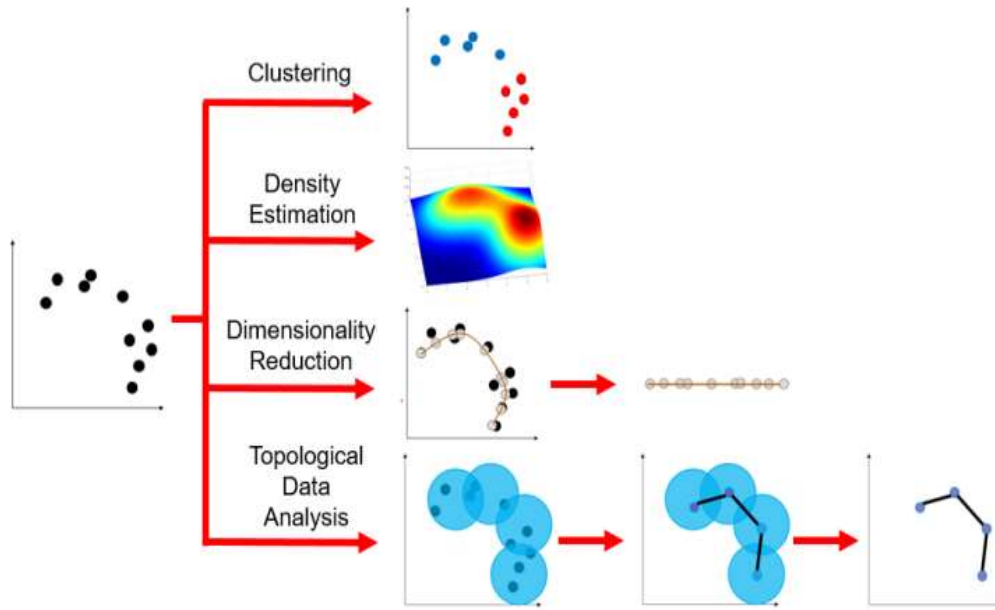 Clustering
Density
Estimation
Dimensionality
Reduction
Topological
Data
Analysis